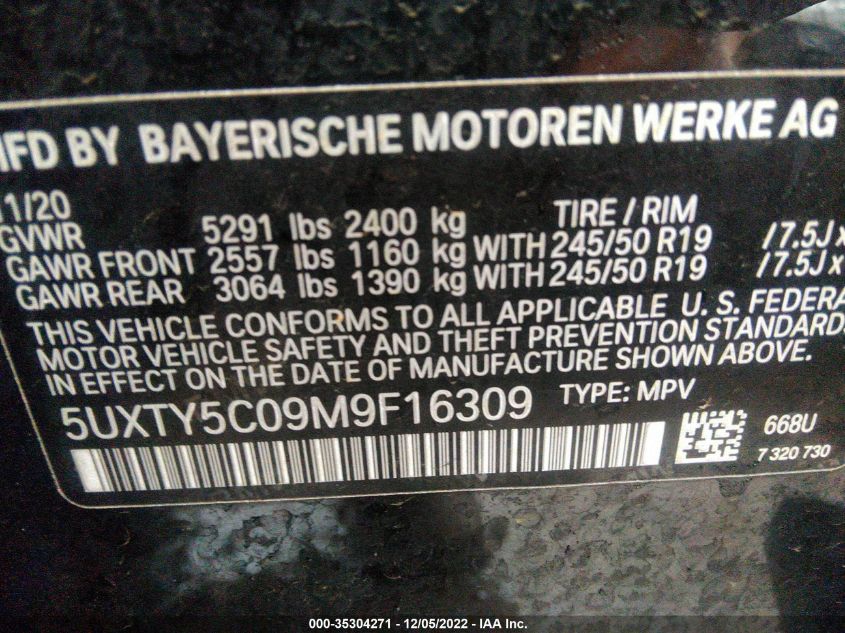 MFD BY BAYERISCHE MOTOREN WERKE AG
11/20 TIRE / RIM
GVWR 5291 lbs 2400 kg
GAWR FRONT 2557 lbs 1160 kg WITH 245/50 R19 /7.5J x
GAWR REAR 3064 lbs 1390 kg WITH 245/50 R19 /7.5J x
THIS VEHICLE CONFORMS TO ALL APPLICABLE U. S. FEDERA
MOTOR VEHICLE SAFETY AND THEFT PREVENTION STANDARDS
IN EFFECT ON THE DATE OF MANUFACTURE SHOWN ABOVE.
5UXTY5C09M9F16309 TYPE: MPV
668U
7 320 730
000-35304271 - 12/05/2022 - IAA Inc.